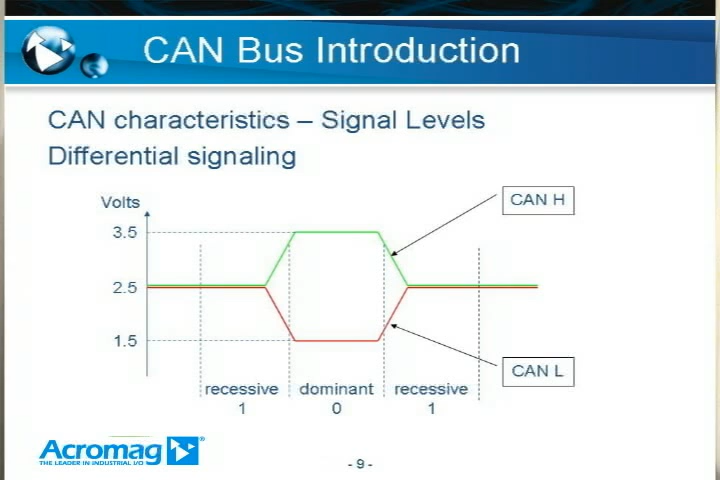 CAN Bus Introduction
CAN characteristics – Signal Levels
Differential signaling
Volts
CAN H
3.5
2.5
1.5
CAN L
recessive dominant recessive
1 0 1
Acromag®
THE LEADER IN INDUSTRIAL I/O
- 9 -